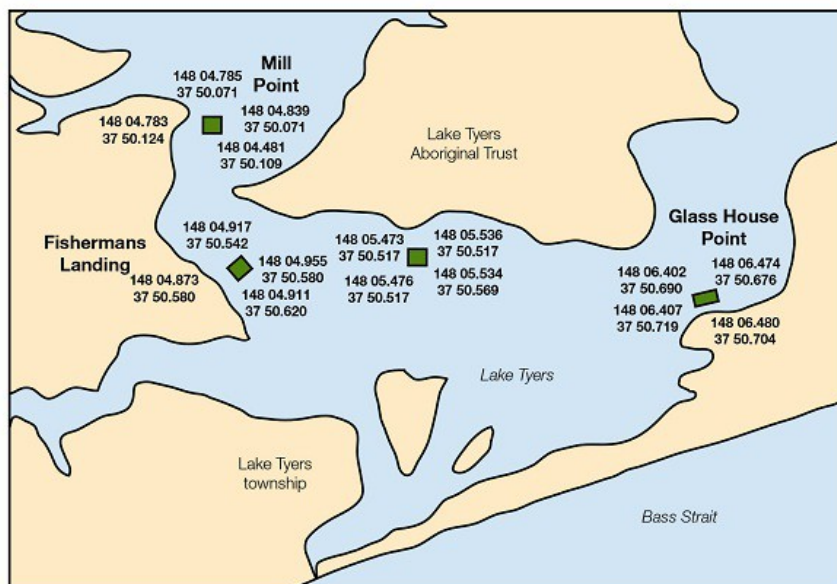 Mill
Point
148 04.785
37 50.071
148 04.839
37 50.071
148 04.783
37 50.124
148 04.481
37 50.109
Lake Tyers
Aboriginal Trust
Fishermans
Landing
148 04.917
37 50.542
148 04.955
37 50.580
148 04.873
37 50.580
148 04.911
37 50.620
148 05.473
37 50.517
148 05.536
37 50.517
148 05.476
37 50.517
148 05.534
37 50.569
Glass House
Point
148 06.402
37 50.690
148 06.474
37 50.676
148 06.407
37 50.719
148 06.480
37 50.704
Lake Tyers
Lake Tyers
township
Bass Strait